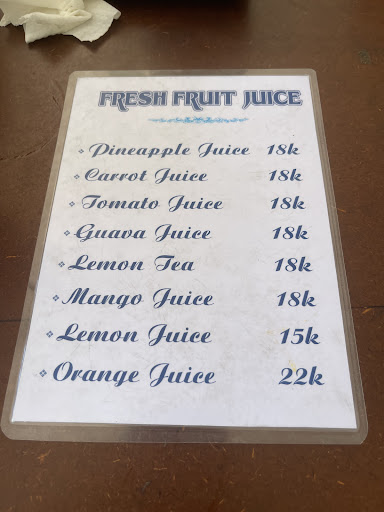 FRESH FRUIT JUICE
Pineapple Juice 18k
Carrot Juice 18k
Tomato Juice 18k
Guava Juice 18k
Lemon Tea 18k
Mango Juice 18k
Lemon Juice 15k
Orange Juice 22k